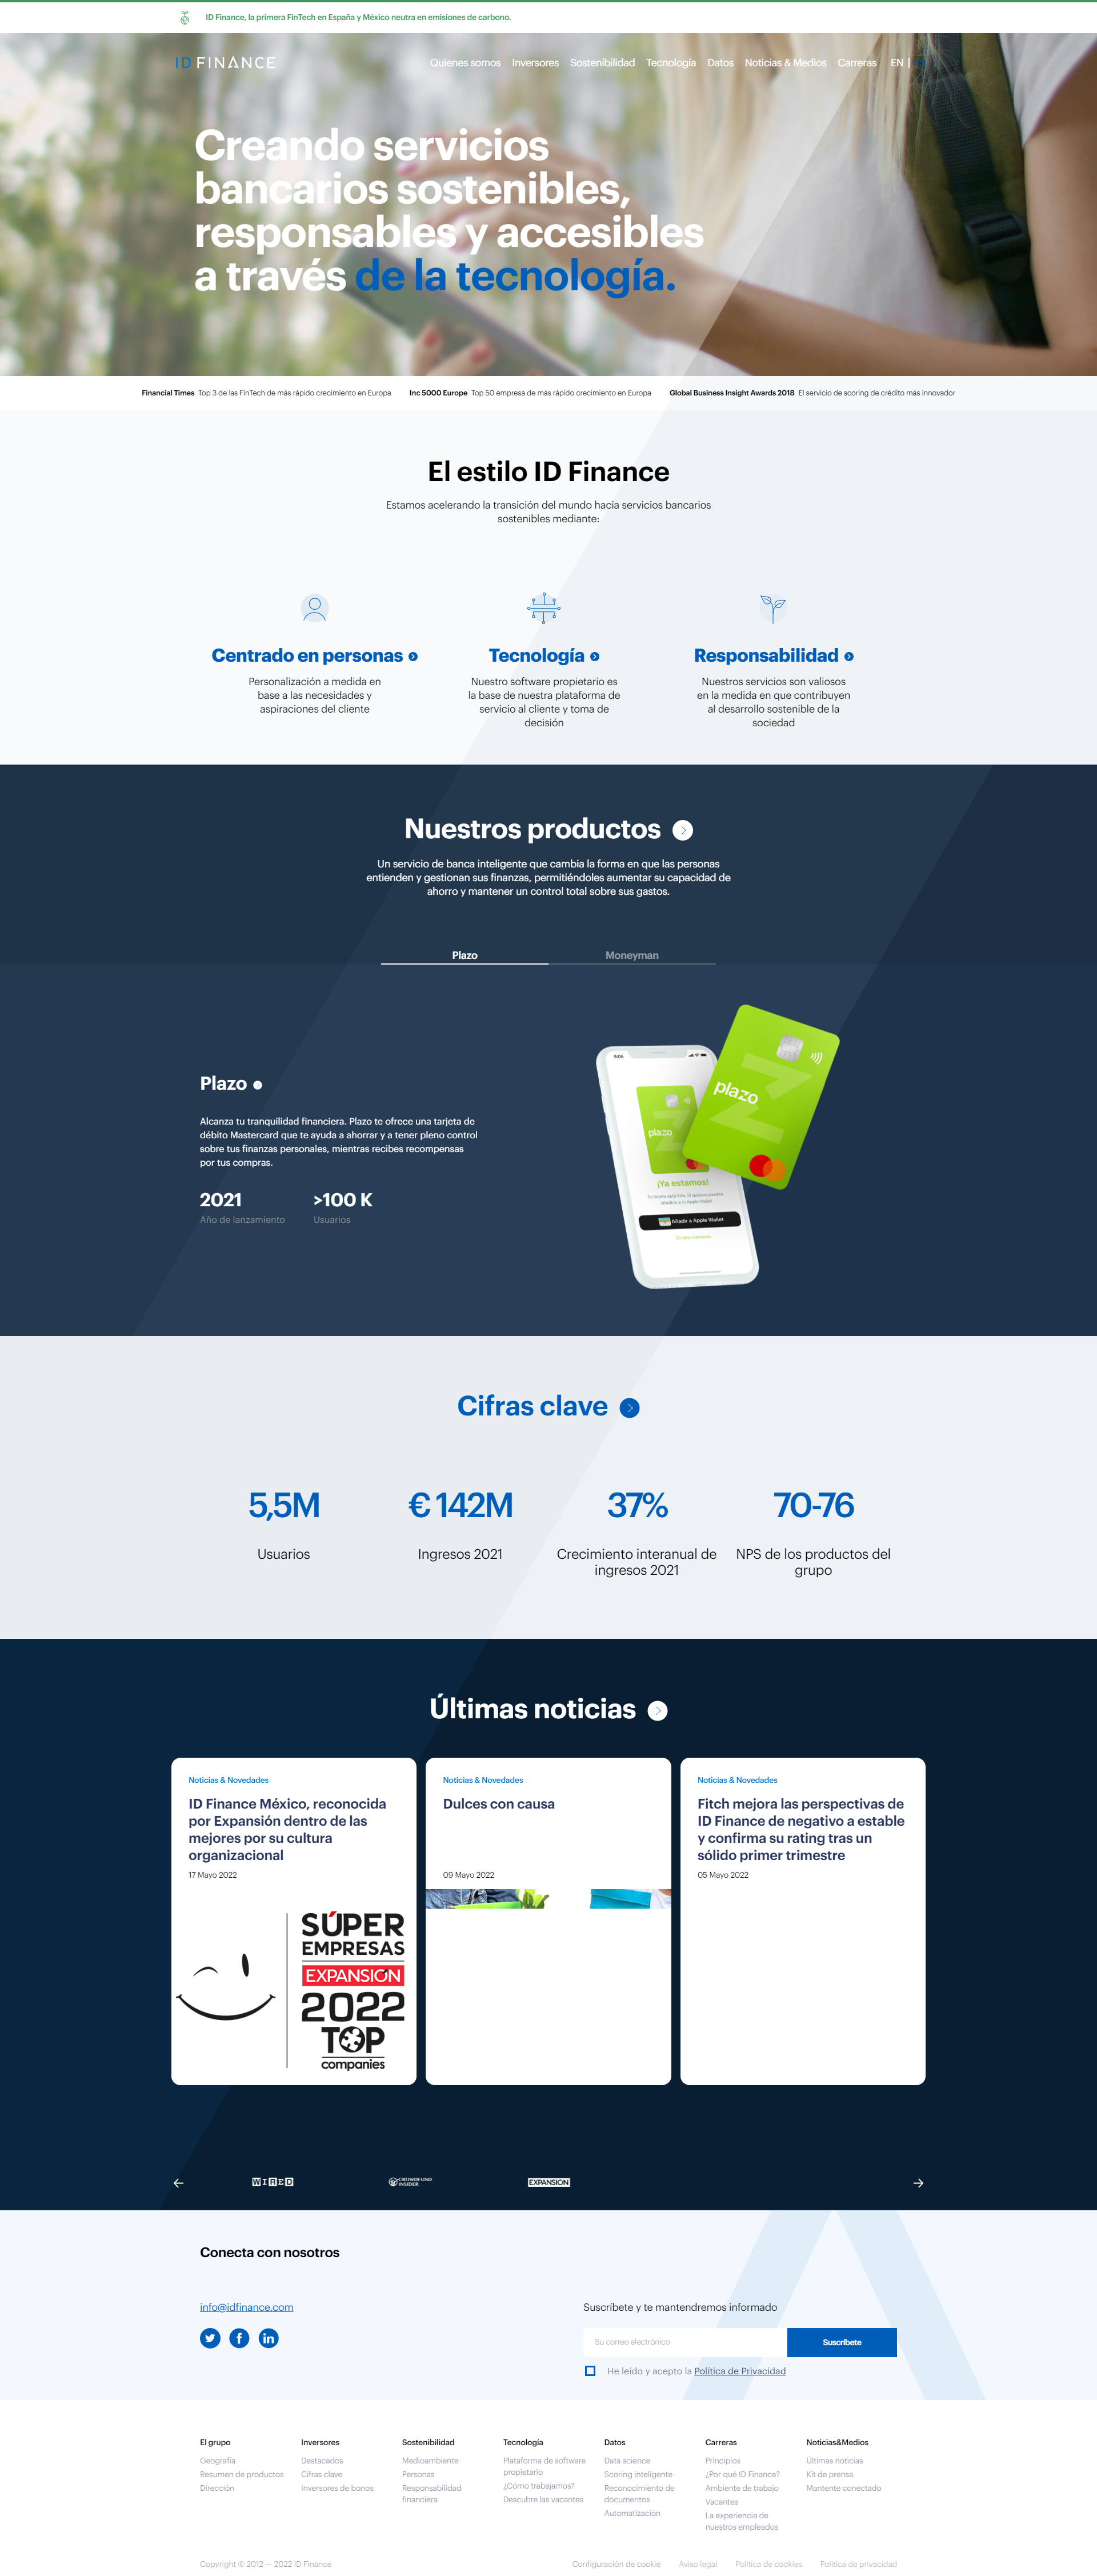 ID Finance, la primera FinTech en España y México neutra en emisiones de carbono.
ID FINANCE
Quienes somos Inversores Sostenibilidad Tecnología Datos Noticias & Medios Carreras EN |
Creando servicios
bancarios sostenibles,
responsables y accesibles
a través de la tecnología.
Financial Times Top 3 de las FinTech de más rápido crecimiento en Europa Inc 5000 Europe Top 50 empresa de más rápido crecimiento en Europa Global Business Insight Awards 2018 El servicio de scoring de crédito más innovador
El estilo ID Finance
Estamos acelerando la transición del mundo hacia servicios bancarios
sostenibles mediante:
Centrado en personas
Personalización a medida en
base a las necesidades y
aspiraciones del cliente
Tecnología
Nuestro software propietario es
la base de nuestra plataforma de
servicio al cliente y toma de
decisión
Responsabilidad
Nuestros servicios son valiosos
en la medida en que contribuyen
al desarrollo sostenible de la
sociedad
Nuestros productos
Un servicio de banca inteligente que cambia la forma en que las personas
entienden y gestionan sus finanzas, permitiéndoles aumentar su capacidad de
ahorro y mantener un control total sobre sus gastos.
Plazo Moneyman
Plazo
Alcanza tu tranquilidad financiera. Plazo te ofrece una tarjeta de
débito Mastercard que te ayuda a ahorrar y a tener pleno control
sobre tus finanzas personales, mientras recibes recompensas
por tus compras.
2021
Año de lanzamiento
>100 K
Usuarios
9:05
plazo
plazo
¡Ya estamos!
Tu tarjeta está lista. Si quieres puedes
añadirla a tu Apple Wallet
Añadir a Apple Wallet
En otro momento
Cifras clave
5,5M
Usuarios
€ 142M
Ingresos 2021
37%
Crecimiento interanual de
ingresos 2021
70-76
NPS de los productos del
grupo
Últimas noticias
Noticias & Novedades
ID Finance México, reconocida
por Expansión dentro de las
mejores por su cultura
organizacional
17 Mayo 2022
SÚPER
EMPRESAS
EXPANSIÓN
2022
TOP
companies
Noticias & Novedades
Dulces con causa
09 Mayo 2022
Noticias & Novedades
Fitch mejora las perspectivas de
ID Finance de negativo a estable
y confirma su rating tras un
sólido primer trimestre
05 Mayo 2022
WIRED
CROWDFUND
INSIDER
EXPANSIÓN
Conecta con nosotros
info@idfinance.com
Suscríbete y te mantendremos informado
Su correo electrónico
Suscríbete
He leído y acepto la Política de Privacidad
El grupo
Geografía
Resumen de productos
Dirección
Inversores
Destacados
Cifras clave
Inversores de bonos
Sostenibilidad
Medioambiente
Personas
Responsabilidad
financiera
Tecnología
Plataforma de software
propietario
¿Cómo trabajamos?
Descubre las vacantes
Datos
Data science
Scoring inteligente
Reconocimiento de
documentos
Automatización
Carreras
Principios
¿Por qué ID Finance?
Ambiente de trabajo
Vacantes
La experiencia de
nuestros empleados
Noticias&Medios
Últimas noticias
Kit de prensa
Mantente conectado
Copyright © 2012 — 2022 ID Finance
Configuración de cookie Aviso legal Política de cookies Política de privacidad